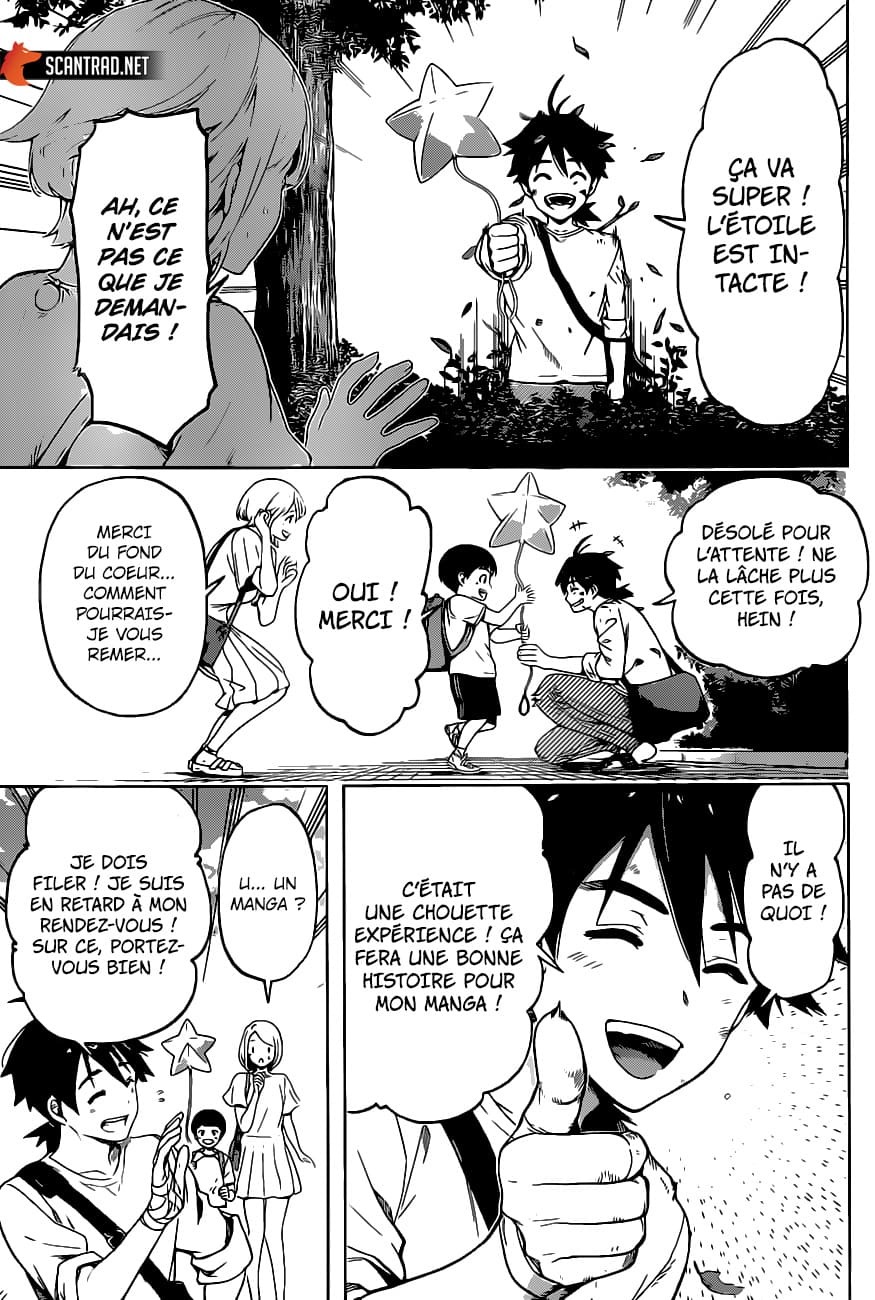 SCANTRAD.NET
ÇA VA
SUPER !
L'ÉTOILE
EST IN-
TACTE !
AH, CE
N'EST
PAS CE
QUE JE
DEMAN-
DAIS !
DÉSOLÉ POUR
L'ATTENTE ! NE
LA LÂCHE PLUS
CETTE FOIS,
HEIN !
OUI !
MERCI !
MERCI
DU FOND
DU COEUR...
COMMENT
POURRAIS-
JE VOUS
REMER...
IL
N'Y A
PAS DE
QUOI !
C'ÉTAIT
UNE CHOUETTE
EXPÉRIENCE ! ÇA
FERA UNE BONNE
HISTOIRE POUR
MON MANGA !
U... UN
MANGA ?
JE DOIS
FILER ! JE SUIS
EN RETARD À MON
RENDEZ-VOUS !
SUR CE, PORTEZ-
VOUS BIEN !